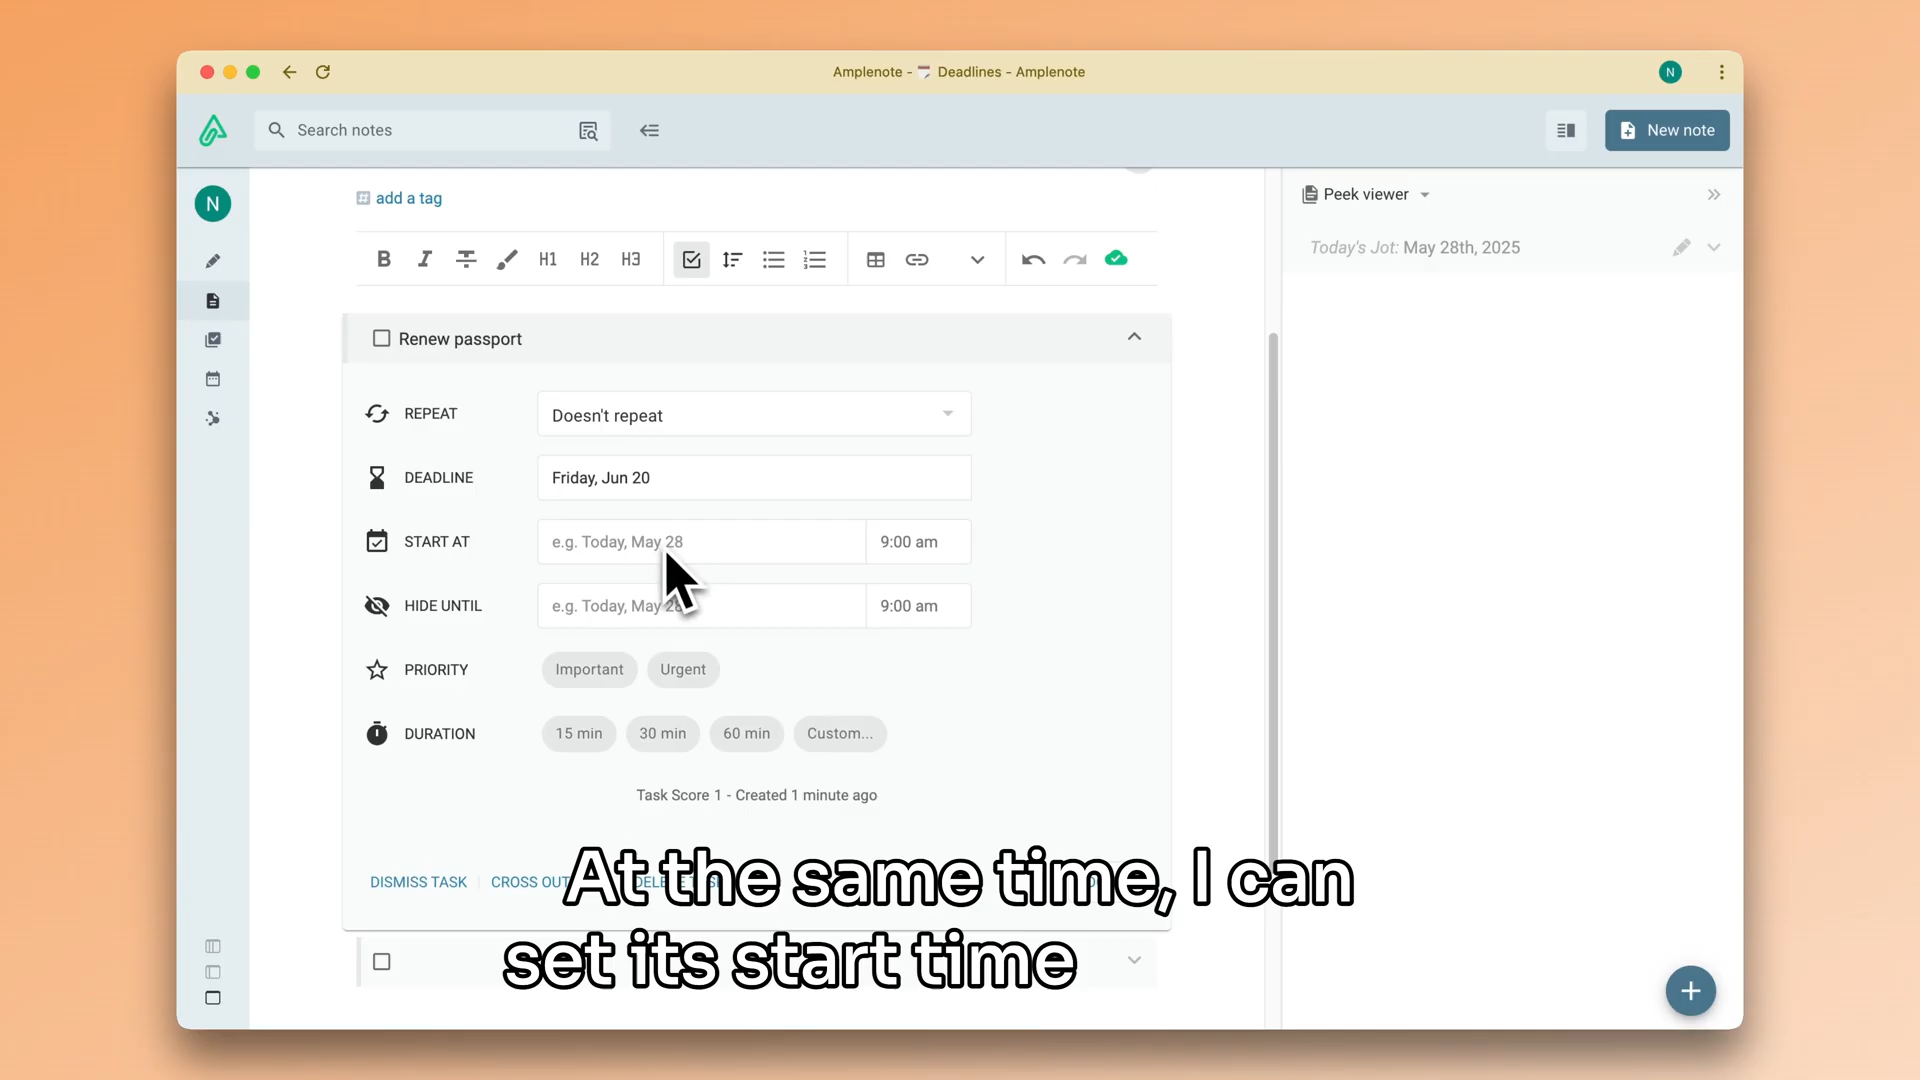 Amplenote - Deadlines - Amplenote
N
Search notes
New note
N
add a tag
B I H1 H2 H3
Renew passport
REPEAT Doesn't repeat
DEADLINE Friday, Jun 20
START AT e.g. Today, May 28 9:00 am
HIDE UNTIL e.g. Today, May 28 9:00 am
PRIORITY Important Urgent
DURATION 15 min 30 min 60 min Custom...
Task Score 1 - Created 1 minute ago
DISMISS TASK CROSS OUT
At the same time, I can
set its start time
Peek viewer
Today's Jot: May 28th, 2025